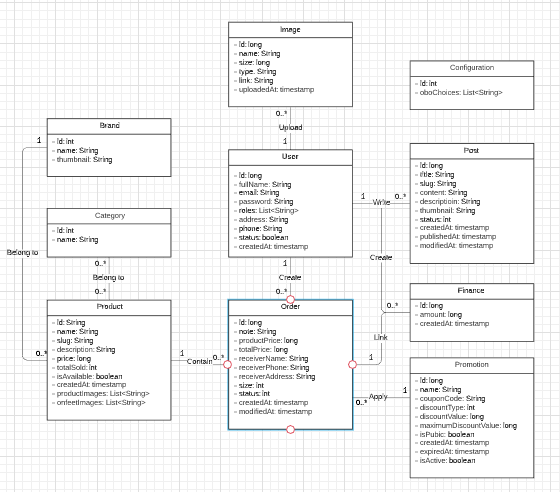 Image
- Id: long
- name: String
- size: long
- type: String
- link: String
- uploadedAt: timestamp
Configuration
- Id: int
- oboChoices: List<String>
Brand
- Id: int
- name: String
- thumbnail: String
0..*
Upload
1
1
User
- Id: long
- fullName: String
- email: String
- password: String
- roles: List<String>
- address: String
- phone: String
- status: boolean
- createdAt: timestamp
Post
- Id: long
- title: String
- slug: String
- content: String
- description: String
- thumbnail: String
- status: int
- createdAt: timestamp
- publishedAt: timestamp
- modifiedAt: timestamp
1
Write
0..*
Category
- Id: int
- name: String
Belong to
0..*
Belong to
0..*
1
Create
0..*
Create
Finance
- Id: long
- amount: long
- createdAt: timestamp
0..*
Link
1
Product
- Id: String
- name: String
- slug: String
- description: String
- price: long
- totalSold: int
- isAvailable: boolean
- createdAt: timestamp
- productImages: List<String>
- onfeetImages: List<String>
0..*
1
Contain
0..*
Order
- Id: long
- note: String
- productPrice: long
- totalPrice: long
- receiverName: String
- receiverPhone: String
- receiverAddress: String
- size: int
- status: int
- createdAt: timestamp
- modifiedAt: timestamp
0..*
Apply
1
Promotion
- Id: long
- name: String
- couponCode: String
- discountType: int
- discountValue: long
- maximumDiscountValue: long
- isPubic: boolean
- createdAt: timestamp
- expiredAt: timestamp
- isActive: boolean